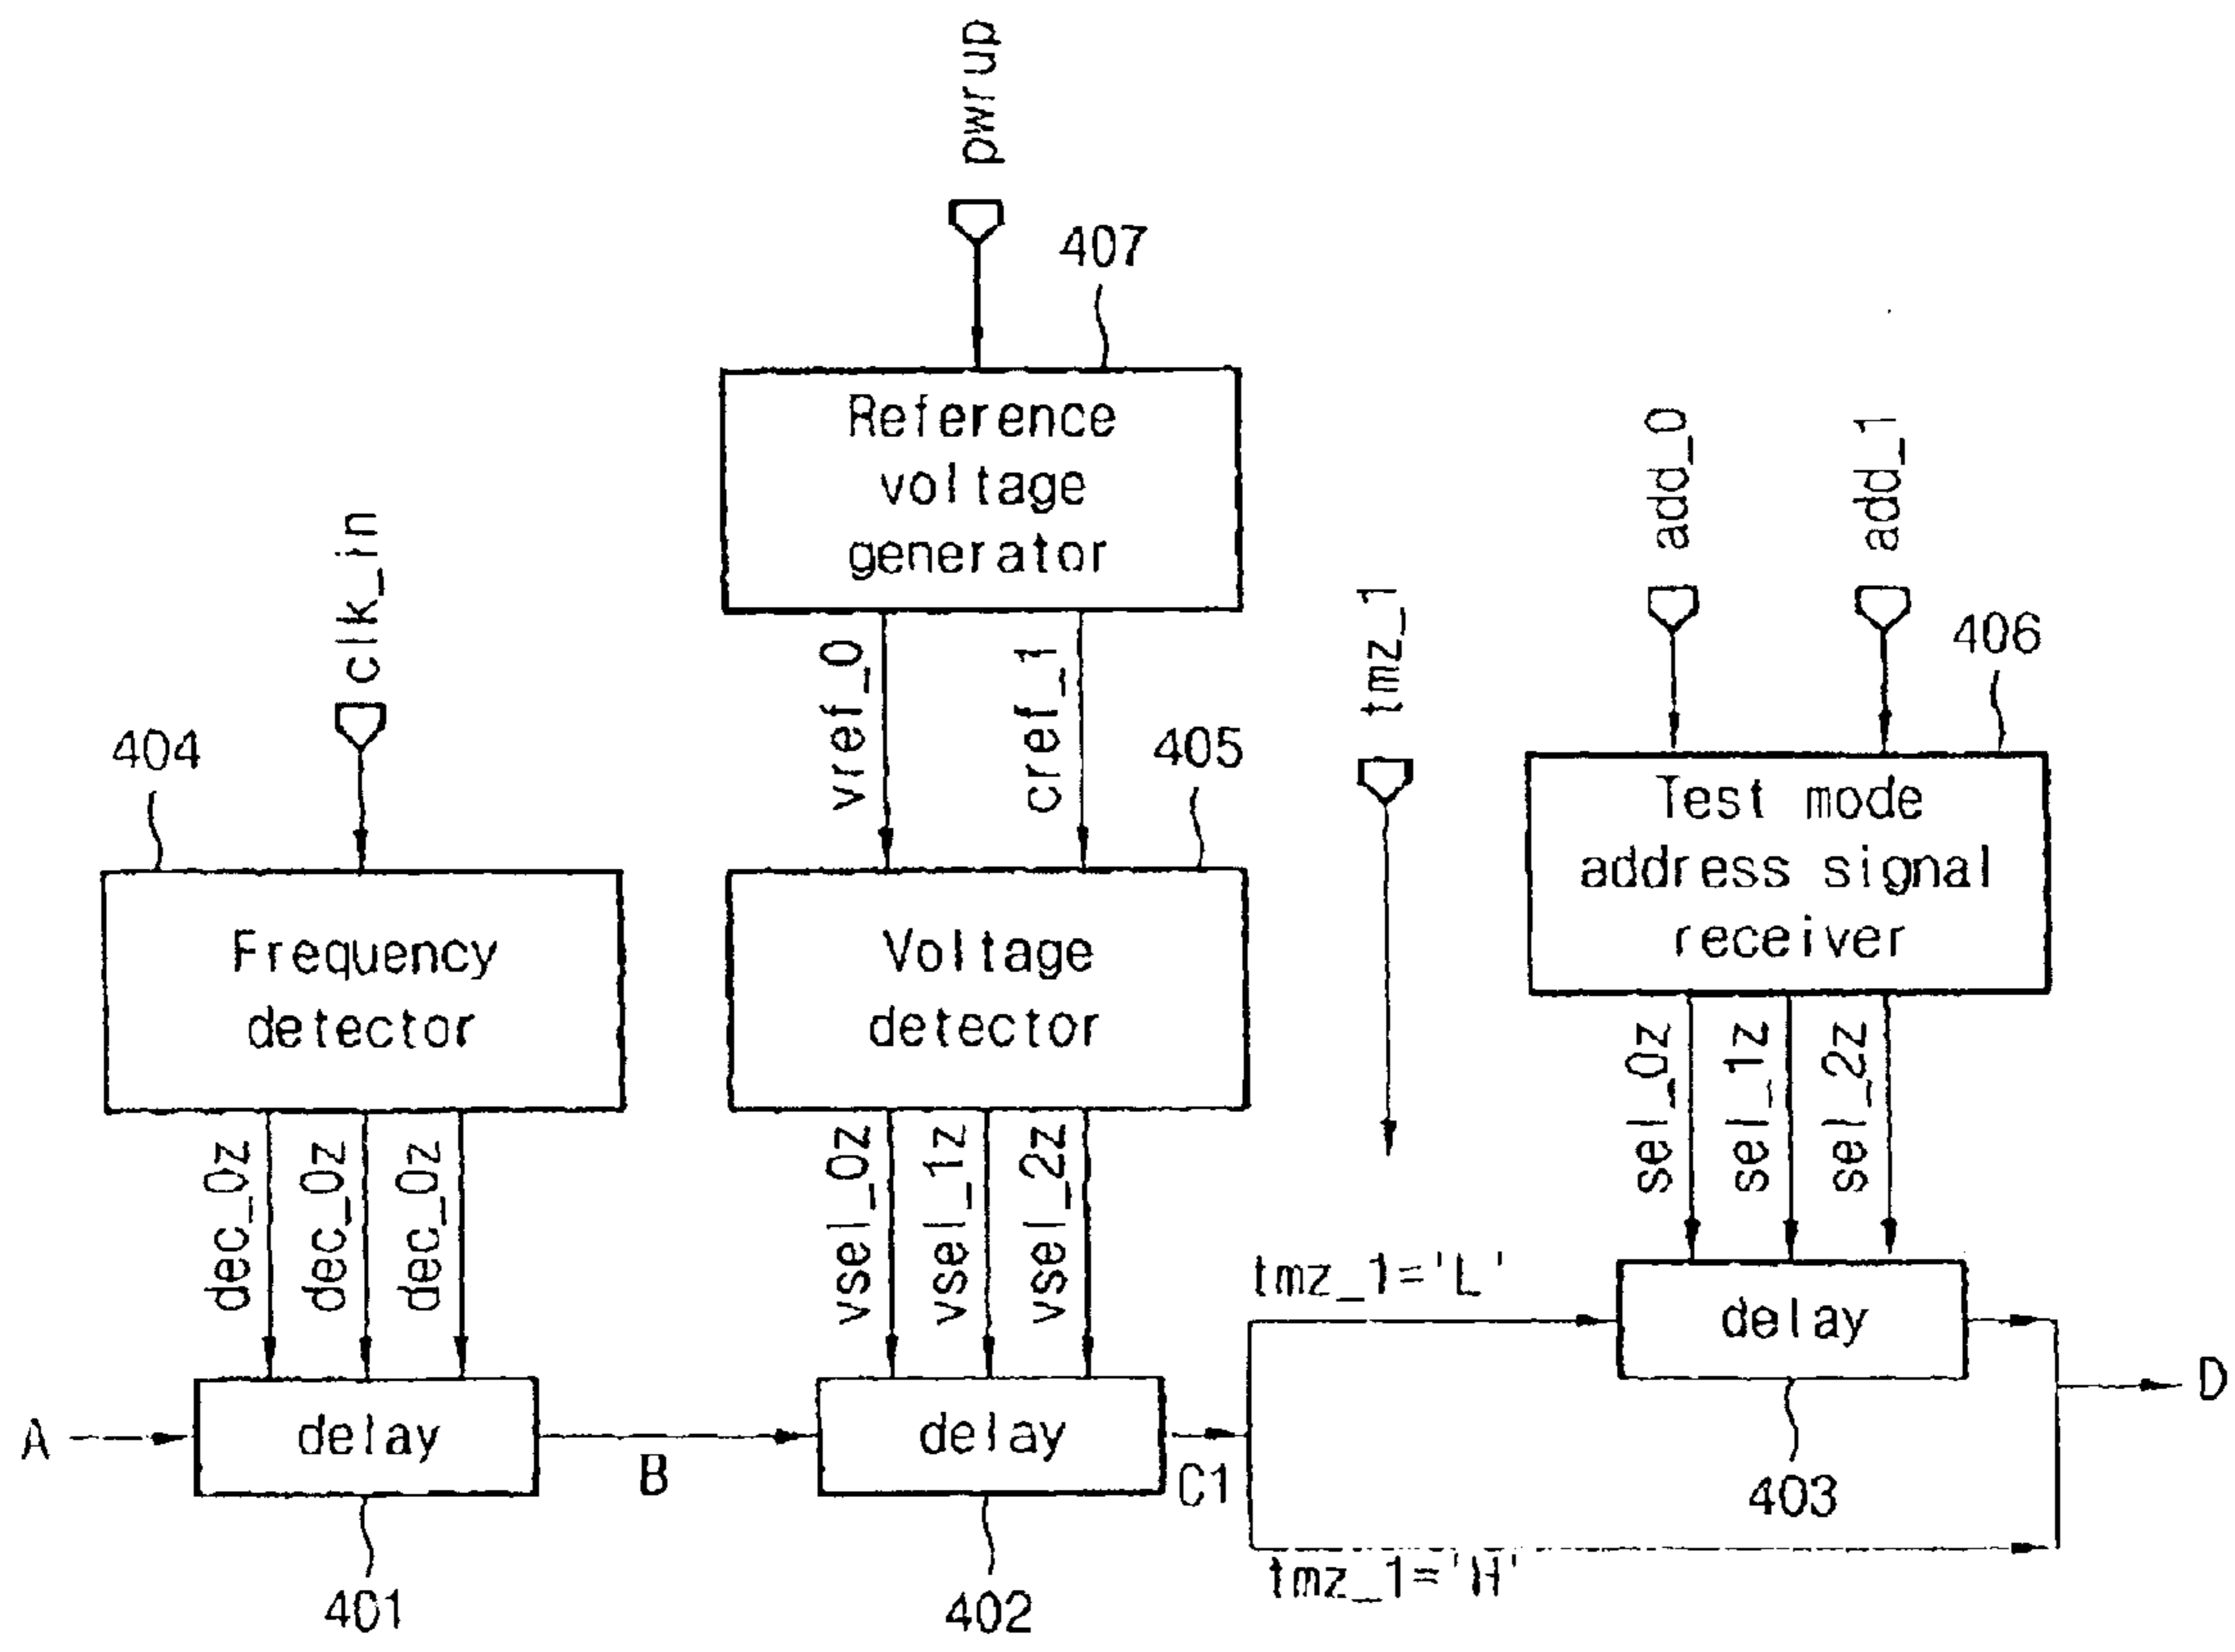 pwrup
407
Reference
voltage
generator
add_0
add_1
clk_in
vref_0
cref_1
tmz_1
406
404
405
Test mode
address signal
receiver
Frequency
detector
Voltage
detector
sel_0z
sel_1z
sel_2z
dec_0z
dec_0z
dec_0z
vsel_0z
vsel_1z
vsel_2z
tmz_1='L'
delay
D
A
delay
B
delay
C1
403
tmz_1='H'
401
402